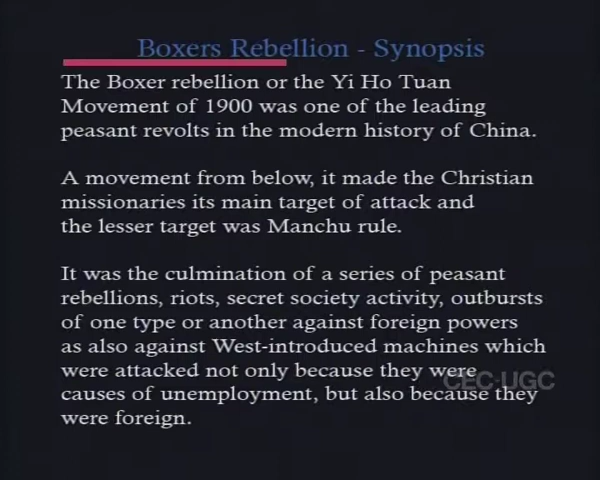 Boxers Rebellion - Synopsis
The Boxer rebellion or the Yi Ho Tuan
Movement of 1900 was one of the leading
peasant revolts in the modern history of China.
A movement from below, it made the Christian
missionaries its main target of attack and
the lesser target was Manchu rule.
It was the culmination of a series of peasant
rebellions, riots, secret society activity, outbursts
of one type or another against foreign powers
as also against West-introduced machines which
were attacked not only because they were
CEC-UGC
causes of unemployment, but also because they
were foreign.